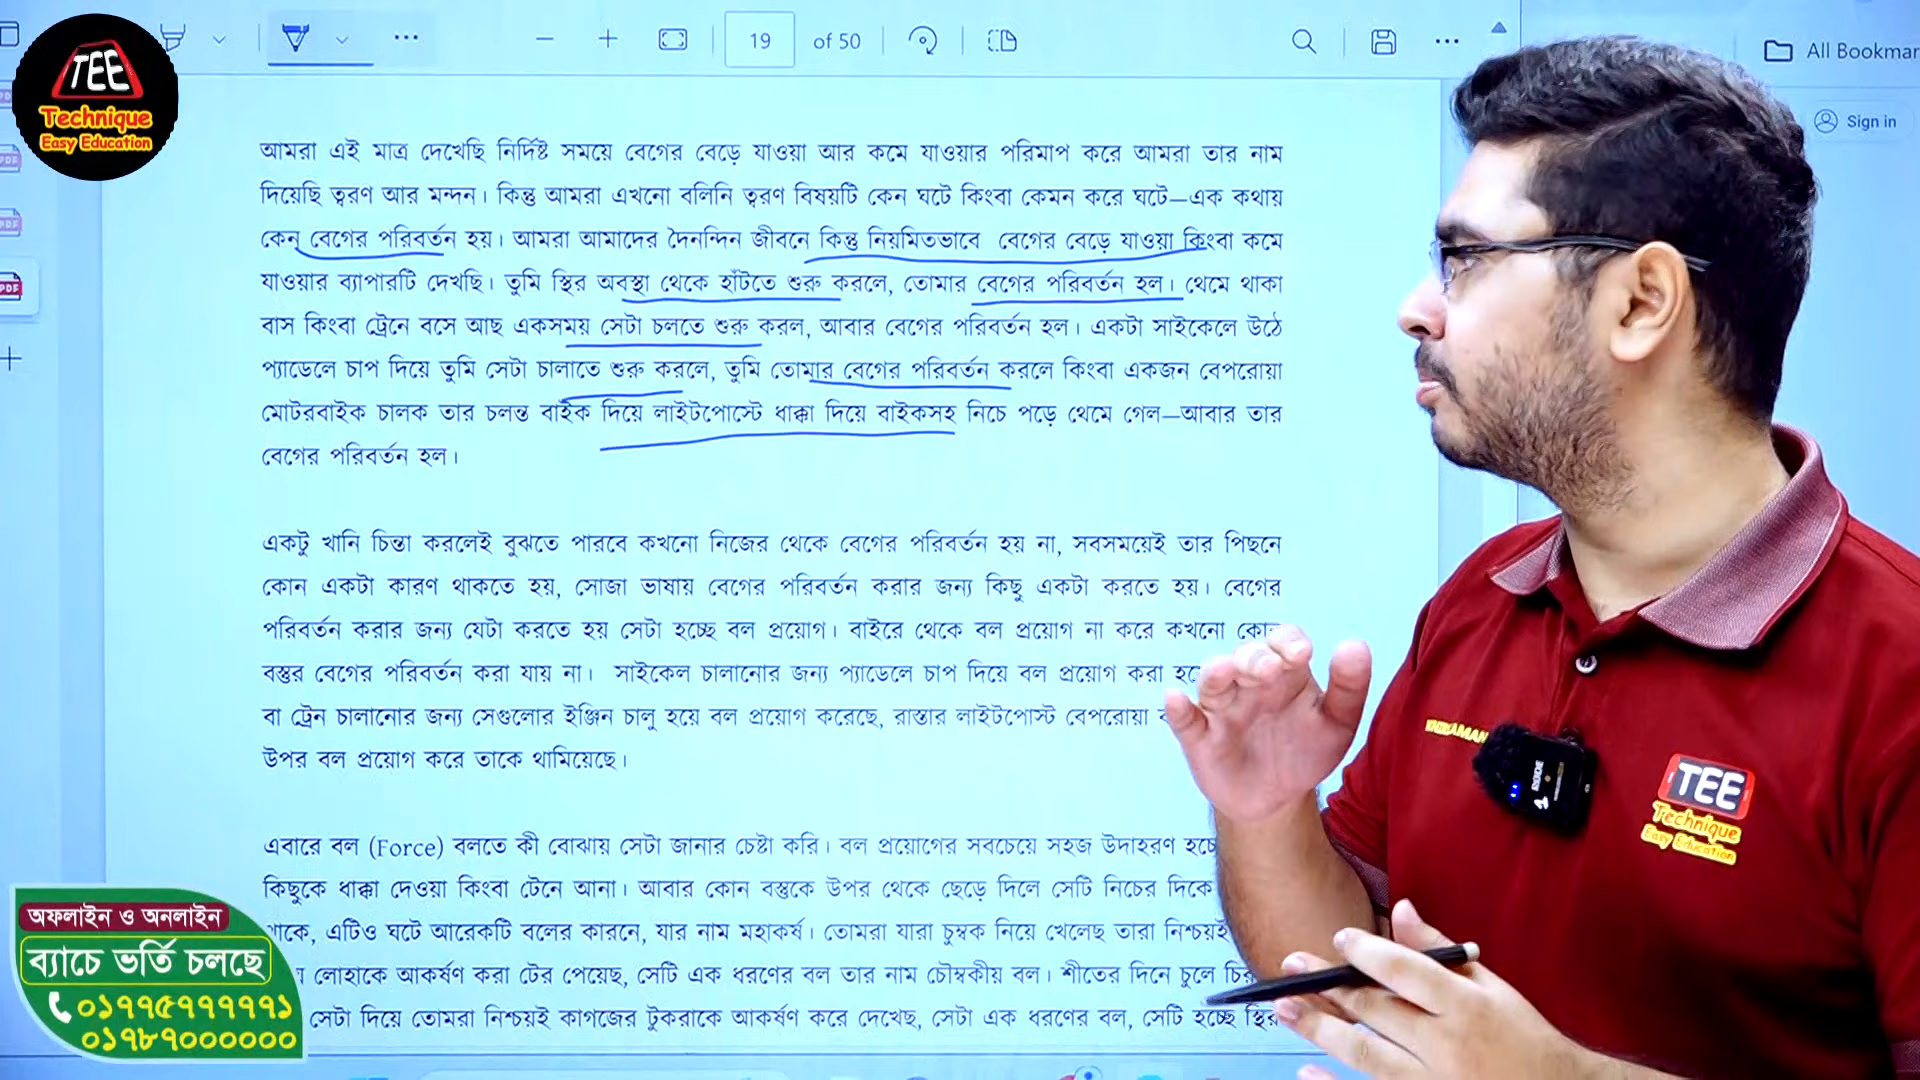 19 of 50
All Bookmar
Sign in
TEE
Technique
Easy Education
আমরা এই মাত্র দেখেছি নির্দিষ্ট সময়ে বেগের বেড়ে যাওয়া আর কমে যাওয়ার পরিমাপ করে আমরা তার নাম
দিয়েছি ত্বরণ আর মন্দন। কিন্তু আমরা এখনো বলিনি ত্বরণ বিষয়টি কেন ঘটে কিংবা কেমন করে ঘটে—এক কথায়
কেন বেগের পরিবর্তন হয়। আমরা আমাদের দৈনন্দিন জীবনে কিন্তু নিয়মিতভাবে বেগের বেড়ে যাওয়া কিংবা কমে
যাওয়ার ব্যাপারটি দেখছি। তুমি স্থির অবস্থা থেকে হাঁটতে শুরু করলে, তোমার বেগের পরিবর্তন হল। থেমে থাকা
বাস কিংবা ট্রেনে বসে আছ একসময় সেটা চলতে শুরু করল, আবার বেগের পরিবর্তন হল। একটা সাইকেলে উঠে
প্যাডেলে চাপ দিয়ে তুমি সেটা চালাতে শুরু করলে, তুমি তোমার বেগের পরিবর্তন করলে কিংবা একজন বেপরোয়া
মোটরবাইক চালক তার চলন্ত বাইক দিয়ে লাইটপোস্টে ধাক্কা দিয়ে বাইকসহ নিচে পড়ে থেমে গেল—আবার তার
বেগের পরিবর্তন হল।
একটু খানি চিন্তা করলেই বুঝতে পারবে কখনো নিজের থেকে বেগের পরিবর্তন হয় না, সবসময়েই তার পিছনে
কোন একটা কারণ থাকতে হয়, সোজা ভাষায় বেগের পরিবর্তন করার জন্য কিছু একটা করতে হয়। বেগের
পরিবর্তন করার জন্য যেটা করতে হয় সেটা হচ্ছে বল প্রয়োগ। বাইরে থেকে বল প্রয়োগ না করে কখনো
বস্তুর বেগের পরিবর্তন করা যায় না। সাইকেল চালানোর জন্য প্যাডেলে চাপ দিয়ে বল প্রয়োগ করা
বা ট্রেন চালানোর জন্য সেগুলোর ইঞ্জিন চালু হয়ে বল প্রয়োগ করেছে, রাস্তার লাইটপোস্ট বেপরোয়া
উপর বল প্রয়োগ করে তাকে থামিয়েছে।
এবারে বল (Force) বলতে কী বোঝায় সেটা জানার চেষ্টা করি। বল প্রয়োগের সবচেয়ে সহজ উদাহরণ
কিছুকে ধাক্কা দেওয়া কিংবা টেনে আনা। আবার কোন বস্তুকে উপর থেকে ছেড়ে দিলে সেটি নিচের দিকে
এটিও ঘটে আরেকটি বলের কারনে, যার নাম মহাকর্ষ। তোমরা যারা চুম্বক নিয়ে খেলেছ তারা নিশ্চয়ই
লোহাকে আকর্ষণ করা টের পেয়েছ, সেটি এক ধরণের বল তার নাম চৌম্বকীয় বল। শীতের দিনে চুলে
সেটা দিয়ে তোমরা নিশ্চয়ই কাগজের টুকরাকে আকর্ষণ করে দেখেছ, সেটা এক ধরণের বল, সেটি হচ্ছে স্থির
অফলাইন ও অনলাইন
ব্যাচে ভর্তি চলছে
০১৭৭৫৭৭৭৭৭১
০১৭৮৭০০০০০০
RODE
TEE
Technique
Easy Education